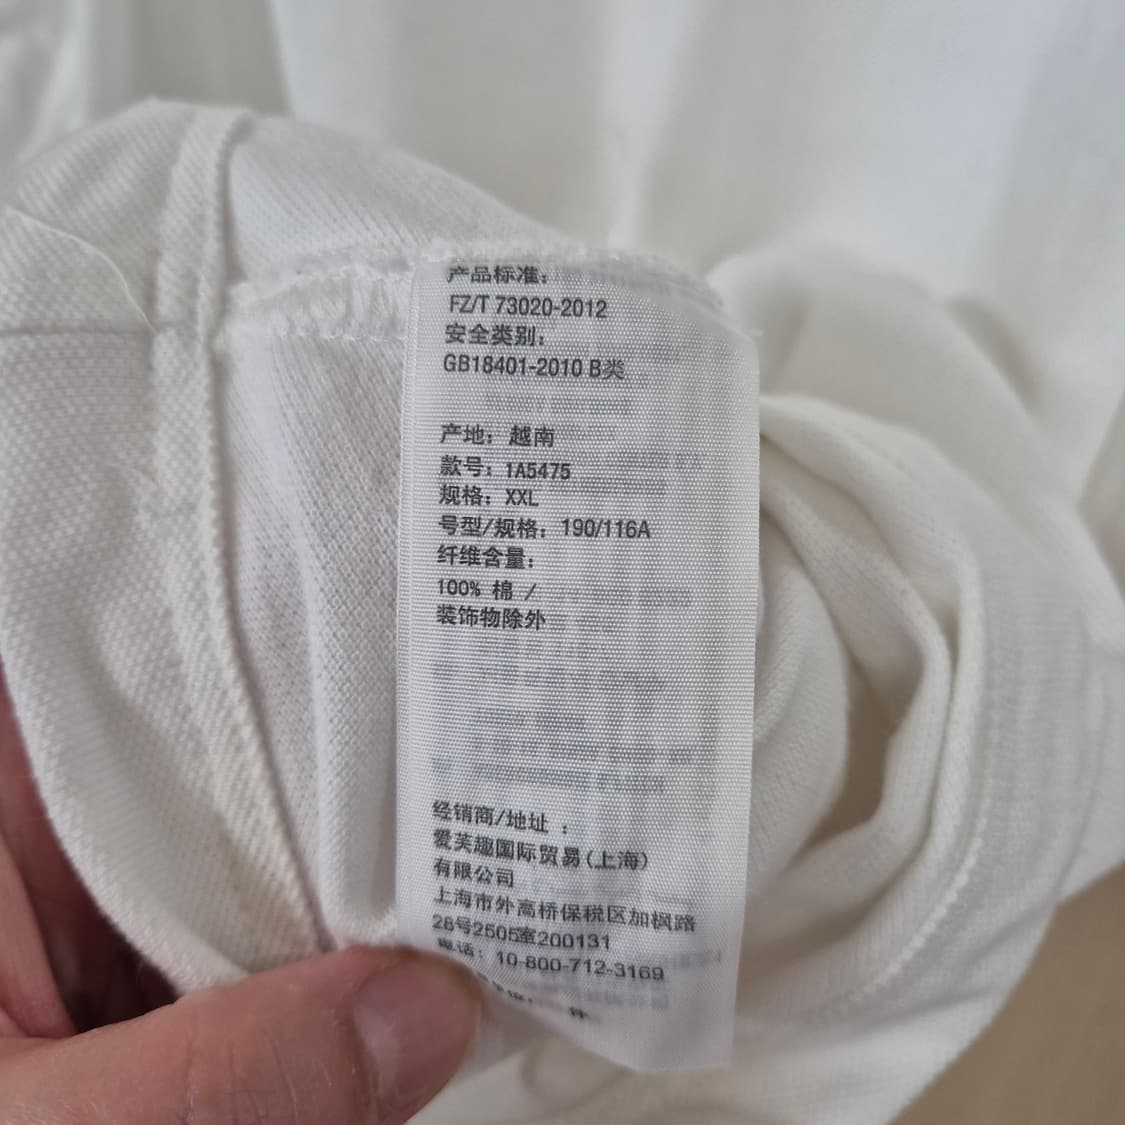 产品标准:
FZ/T 73020-2012
安全类别:
GB18401-2010 B类
产地: 越南
款号: 1A5475
规格: XXL
号型/规格: 190/116A
纤维含量:
100% 棉 /
装饰物除外
经销商/地址 :
爱芙趣国际贸易(上海)
有限公司
上海市外高桥保税区加枫路
28号2505室200131
电话: 10-800-712-3169
件